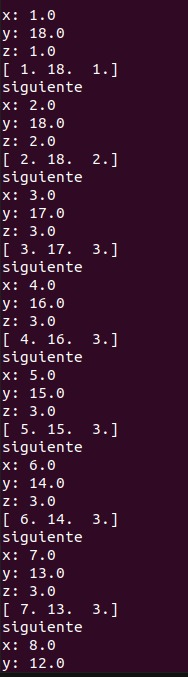 x: 1.0
y: 18.0
z: 1.0
[ 1. 18.  1.]
siguiente
x: 2.0
y: 18.0
z: 2.0
[ 2. 18.  2.]
siguiente
x: 3.0
y: 17.0
z: 3.0
[ 3. 17.  3.]
siguiente
x: 4.0
y: 16.0
z: 3.0
[ 4. 16.  3.]
siguiente
x: 5.0
y: 15.0
z: 3.0
[ 5. 15.  3.]
siguiente
x: 6.0
y: 14.0
z: 3.0
[ 6. 14.  3.]
siguiente
x: 7.0
y: 13.0
z: 3.0
[ 7. 13.  3.]
siguiente
x: 8.0
y: 12.0